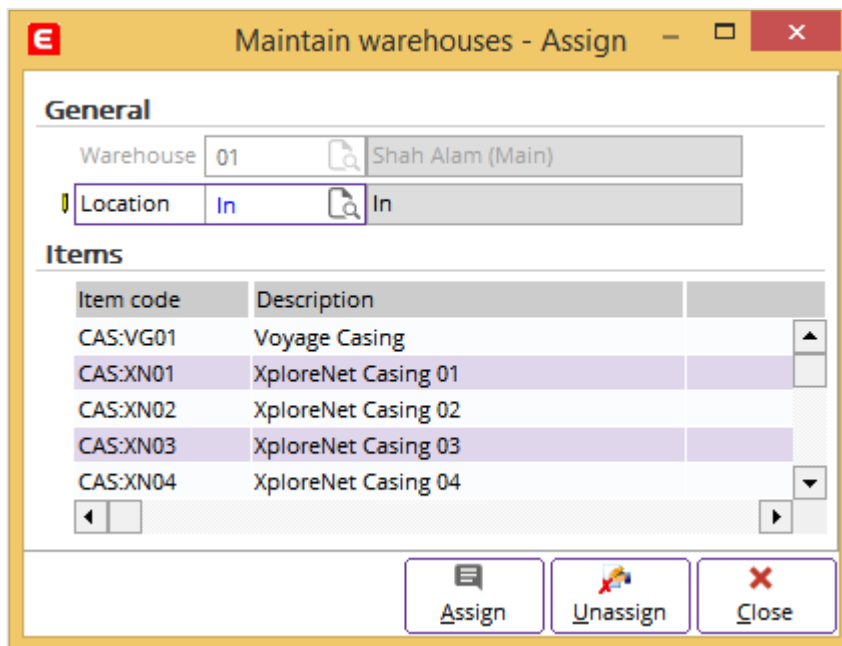 Maintain warehouses - Assign
General
Warehouse 01 Shah Alam (Main)
Location In In
Items
Item code Description
CAS:VG01 Voyage Casing
CAS:XN01 XploreNet Casing 01
CAS:XN02 XploreNet Casing 02
CAS:XN03 XploreNet Casing 03
CAS:XN04 XploreNet Casing 04
Assign Unassign Close